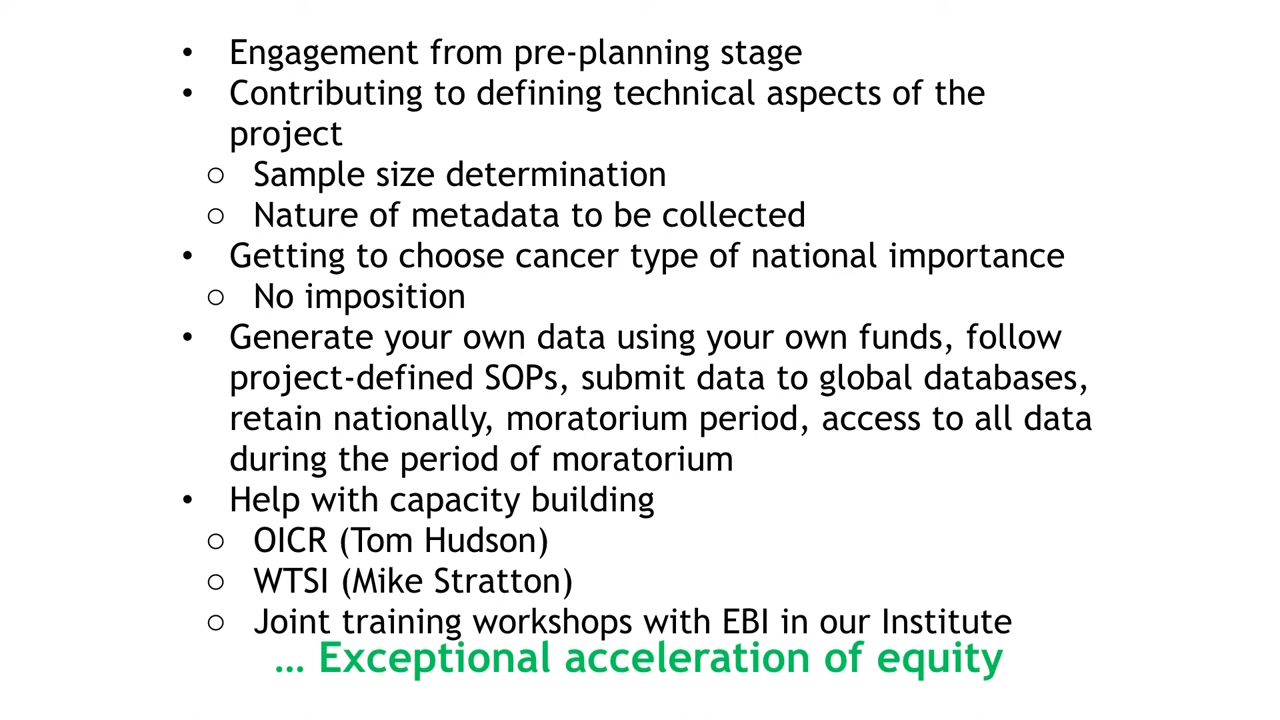 • Engagement from pre-planning stage
• Contributing to defining technical aspects of the
project
○ Sample size determination
○ Nature of metadata to be collected
• Getting to choose cancer type of national importance
○ No imposition
• Generate your own data using your own funds, follow
project-defined SOPs, submit data to global databases,
retain nationally, moratorium period, access to all data
during the period of moratorium
• Help with capacity building
○ OICR (Tom Hudson)
○ WTSI (Mike Stratton)
○ Joint training workshops with EBI in our Institute
… Exceptional acceleration of equity